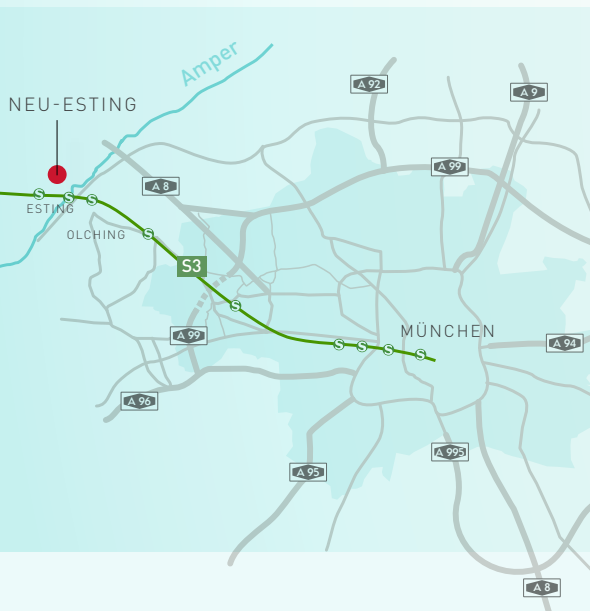 Amper
A 92
A 9
NEU-ESTING
A 99
A 8
S
S
S
ESTING
OLCHING
S
S3
S
A 99
MÜNCHEN
S
S
S
S
A 94
A 96
A 995
A 95
A 8